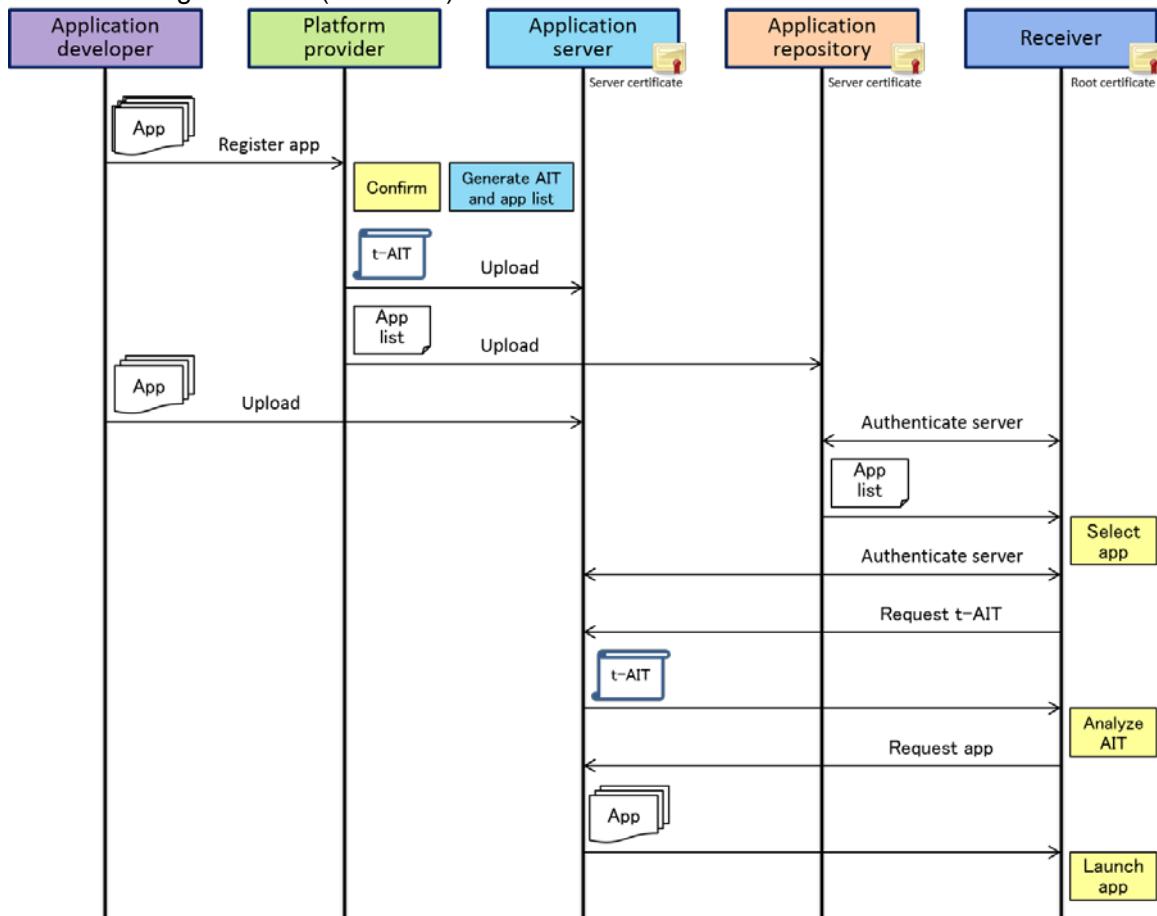 Application
developer
Platform
provider
Application
server
Application
repository
Receiver
Server certificate
Server certificate
Root certificate
App
Register app
Confirm
Generate AIT
and app list
t-AIT
Upload
App
list
Upload
App
Upload
Authenticate server
App
list
Select
app
Authenticate server
Request t-AIT
t-AIT
Analyze
AIT
Request app
App
Launch
app